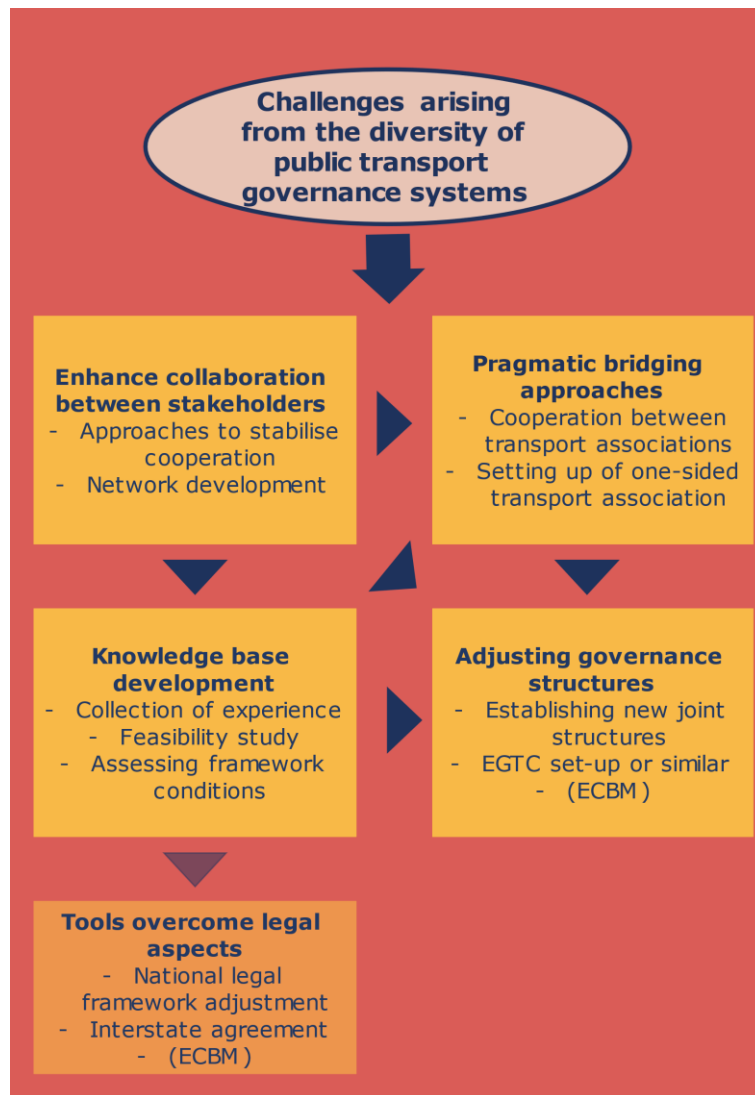 Challenges arising
from the diversity of
public transport
governance systems
Enhance collaboration
between stakeholders
- Approaches to stabilise
cooperation
- Network development
Pragmatic bridging
approaches
- Cooperation between
transport associations
- Setting up of one-sided
transport association
Knowledge base
development
- Collection of experience
- Feasibility study
- Assessing framework
conditions
Adjusting governance
structures
- Establishing new joint
structures
- EGTC set-up or similar
- (ECBM)
Tools overcome legal
aspects
- National legal
framework adjustment
- Interstate agreement
- (ECBM)